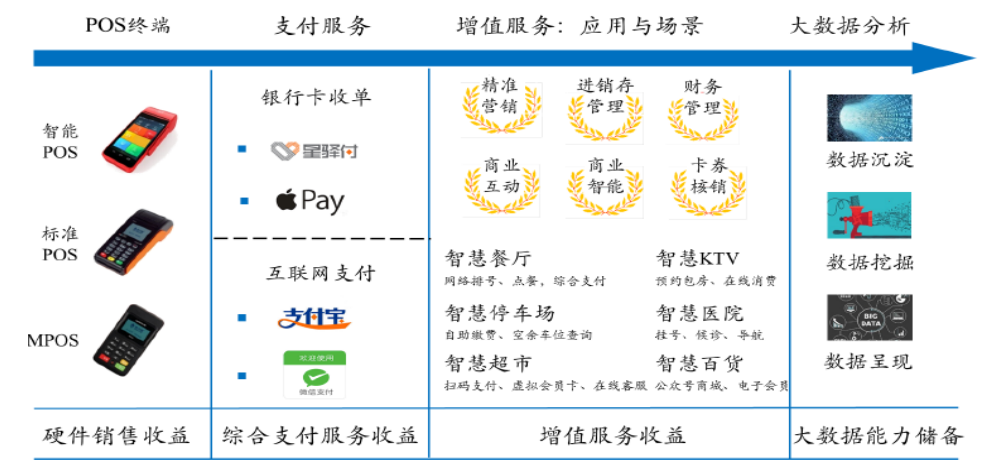 POS终端
支付服务
增值服务：应用与场景
大数据分析
智能
POS
标准
POS
MPOS
银行卡收单
星驿付
Pay
互联网支付
支付宝
欢迎使用
微信支付
精准
营销
进销存
管理
财务
管理
商业
互动
商业
智能
卡券
核销
智慧餐厅
网络排号、点餐，综合支付
智慧KTV
预约包房、在线消费
智慧停车场
自助缴费、空余车位查询
智慧医院
挂号、候诊、导航
智慧超市
扫码支付、虚拟会员卡、在线客服
智慧百货
公众号商城、电子会员
数据沉淀
数据挖掘
BIG
DATA
数据呈现
硬件销售收益
综合支付服务收益
增值服务收益
大数据能力储备